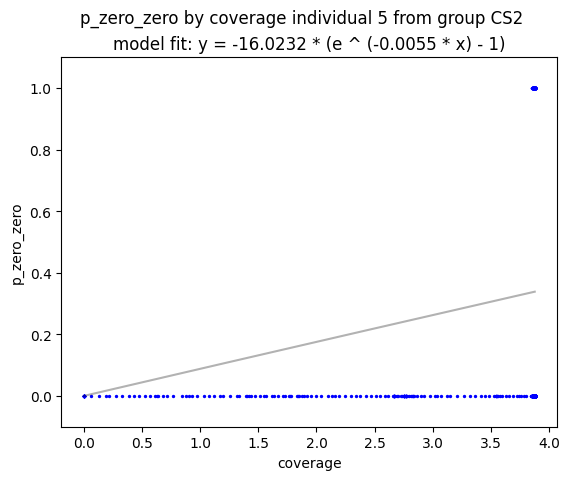 p_zero_zero by coverage individual 5 from group CS2
model fit: y = -16.0232 * (e ^ (-0.0055 * x) - 1)
1.0
0.8
0.6
0.4
0.2
0.0
p_zero_zero
0.0 0.5 1.0 1.5 2.0 2.5 3.0 3.5 4.0
coverage